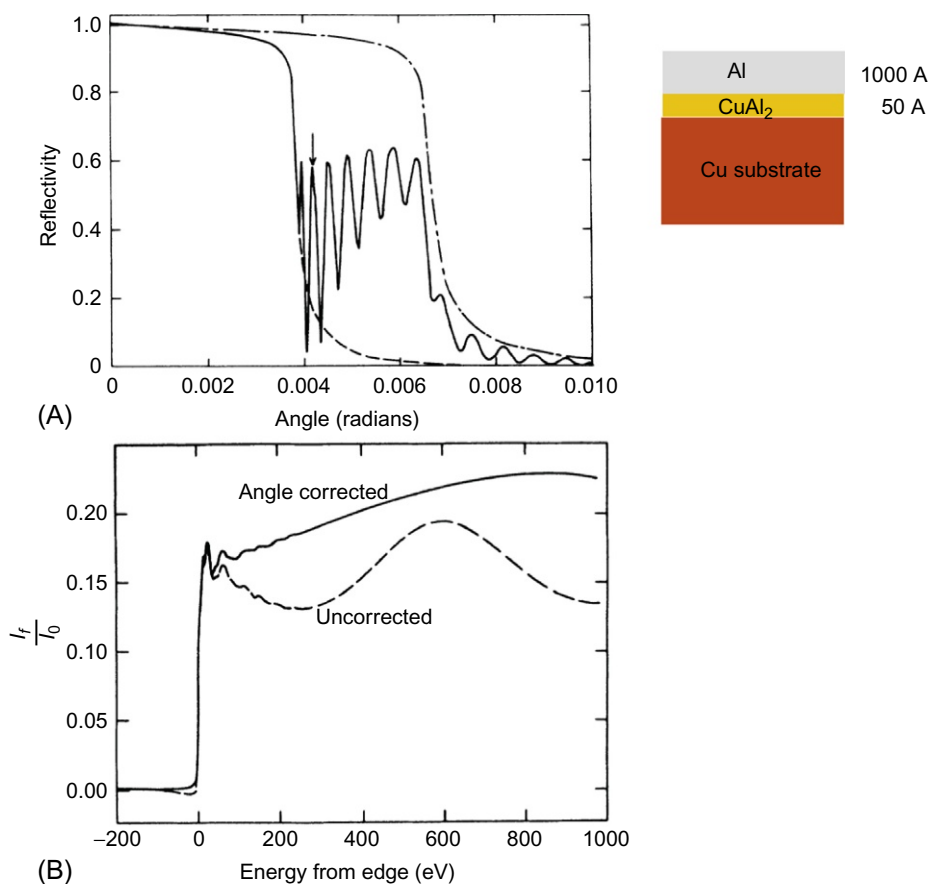 1.0
0.8
0.6
0.4
0.2
0
Reflectivity
0 0.002 0.004 0.006 0.008 0.010
Angle (radians)
(A)
Al 1000 A
CuAl2 50 A
Cu substrate
0.20
0.15
0.10
0.05
0.00
If
I0
Angle corrected
Uncorrected
–200 0 200 400 600 800 1000
Energy from edge (eV)
(B)